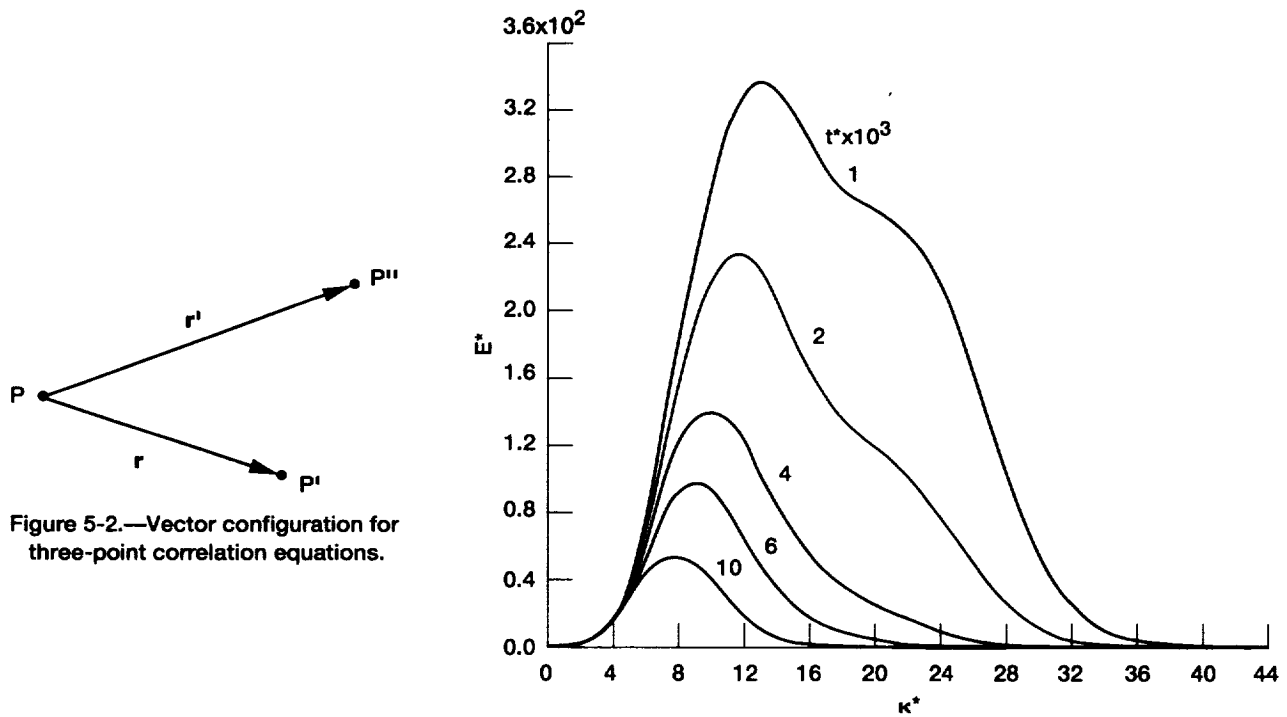 P
r'
P''
r
P'
Figure 5-2.—Vector configuration for
three-point correlation equations.
3.6x10²
3.2
2.8
2.4
2.0
1.6
1.2
0.8
0.4
0.0
E*
t*x10³
1
2
4
6
10
0 4 8 12 16 20 24 28 32 36 40 44
κ*